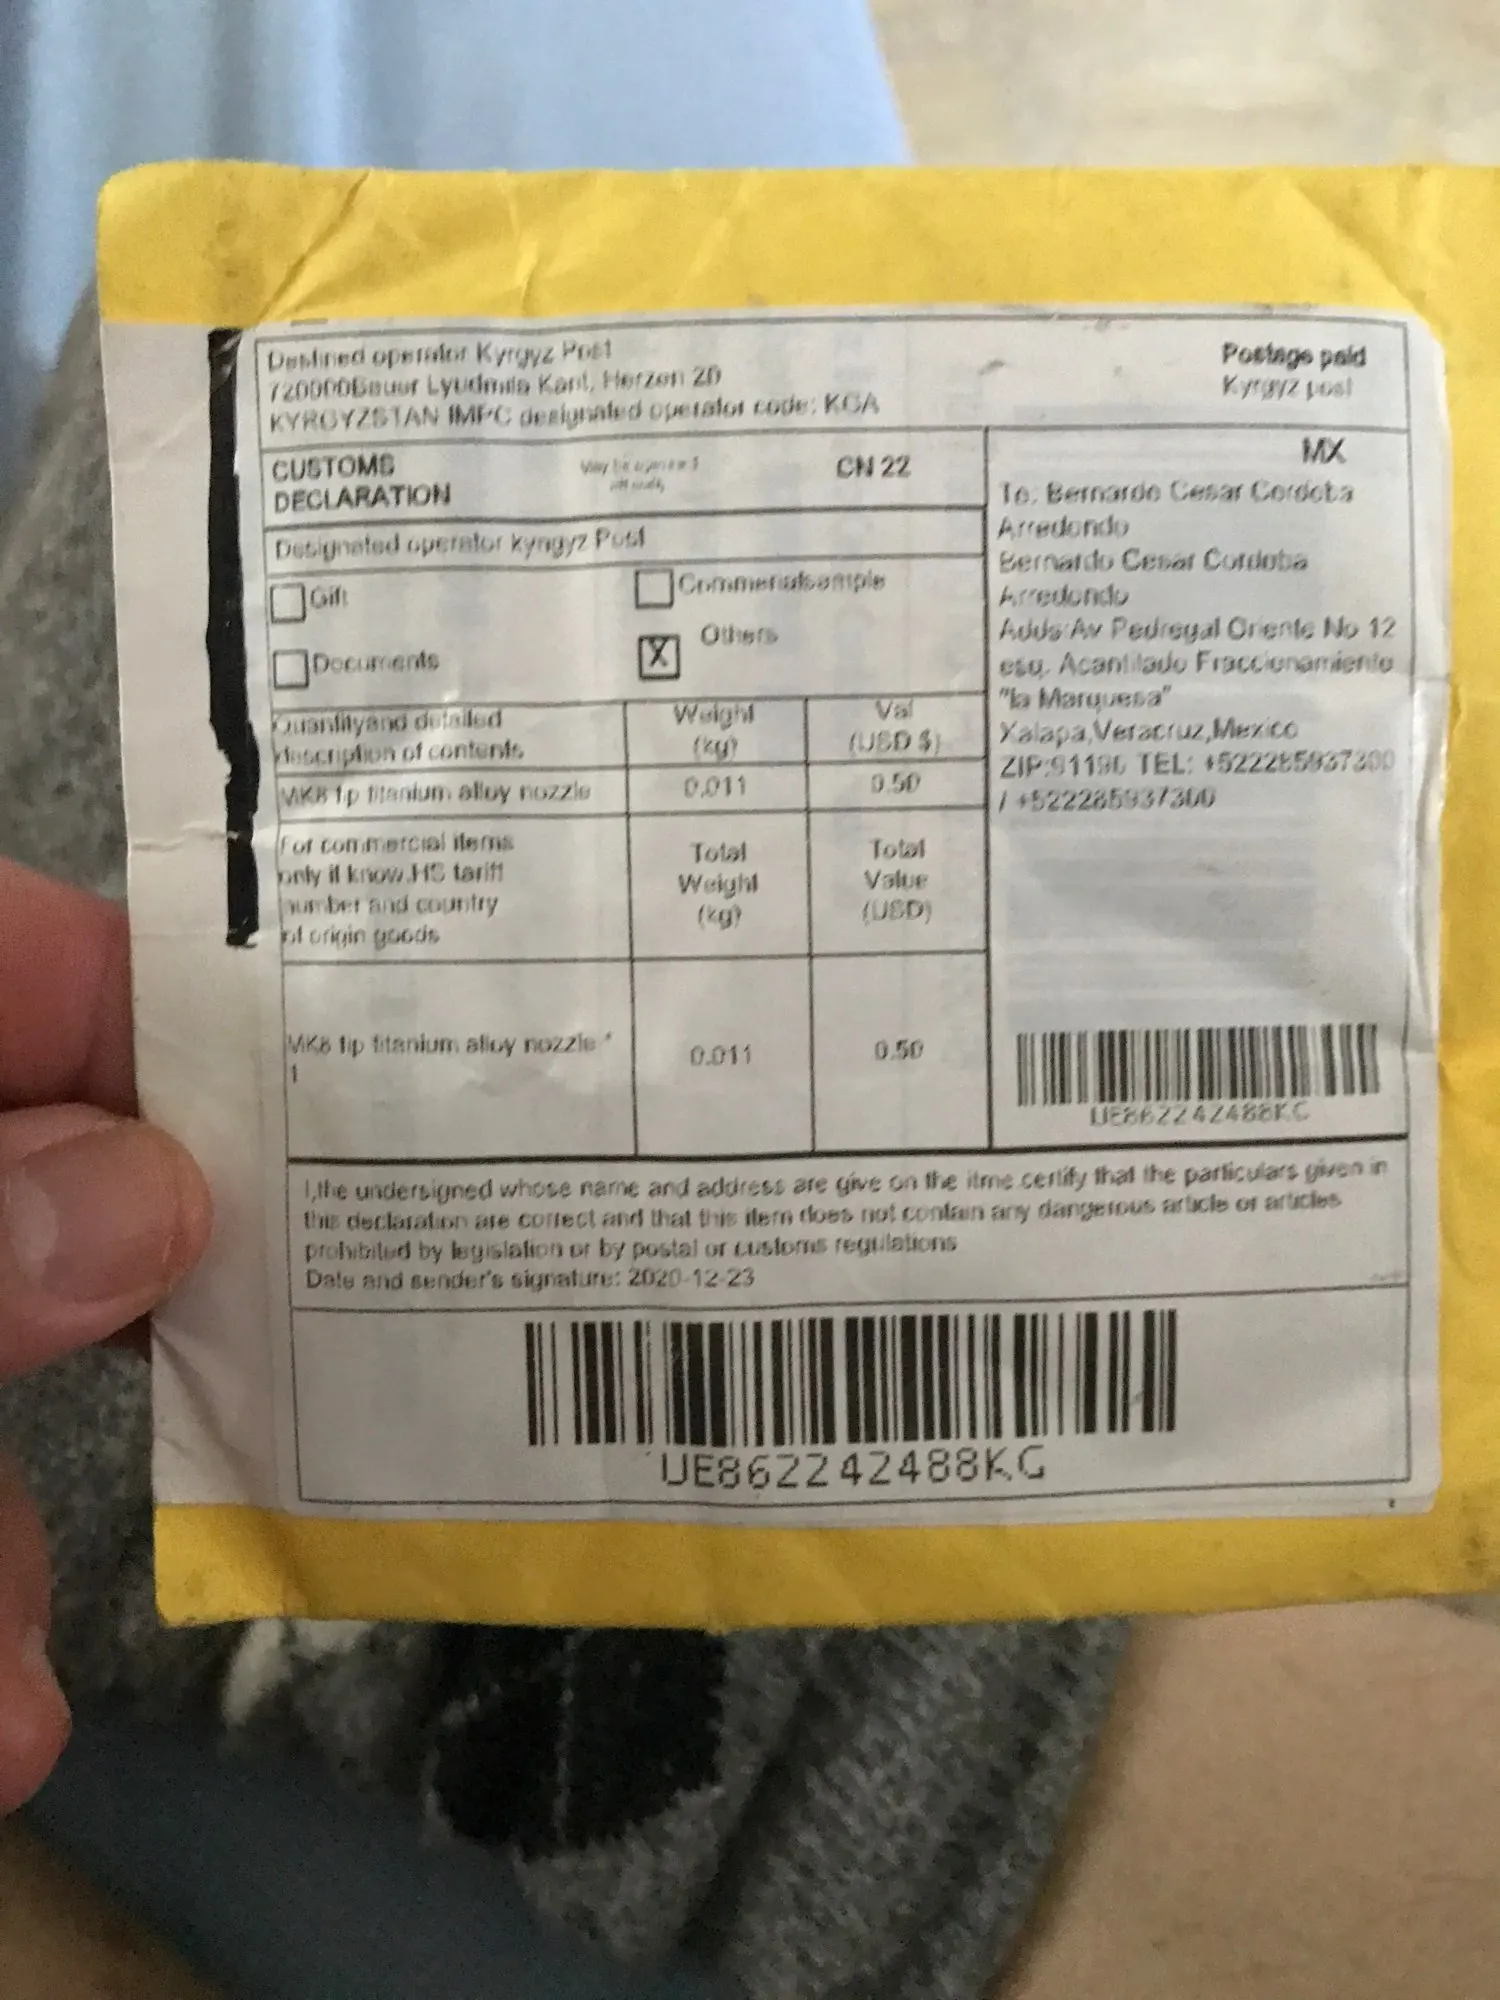 Destined operator Kyrgyz Post
720000Bauer Lyudmila Kant, Herzen 20
KYRGYZSTAN IMPC designated operator code: KGA
Postage paid
Kyrgyz post
CUSTOMS
DECLARATION
CN 22
Designated operator kyrgyz Post
Gift
Commerialsample
Documents
X
Others
Quantityand detailed
description of contents
Weight
(kg)
Val
(USD $)
MK8 tip titanium alloy nozzle
0.011
0.50
For commercial items
only if know.HS tariff
number and country
of origin goods
Total
Weight
(kg)
Total
Value
(USD)
MK8 tip titanium alloy nozzle *
1
0.011
0.50
MX
To: Bernardo Cesar Cordoba
Arredondo
Bernardo Cesar Cordoba
Arredondo
Adds:Av Pedregal Oriente No 12
esq. Acantilado Fraccionamiento
"la Marquesa"
Xalapa,Veracruz,Mexico
ZIP:91190 TEL: +522285937300
/ +522285937300
UE862242488KG
I,the undersigned whose name and address are give on the itme.certify that the particulars given in
this declaration are correct and that this item does not contain any dangerous article or articles
prohibited by legislation or by postal or customs regulations
Date and sender's signature: 2020-12-23
UE862242488KG